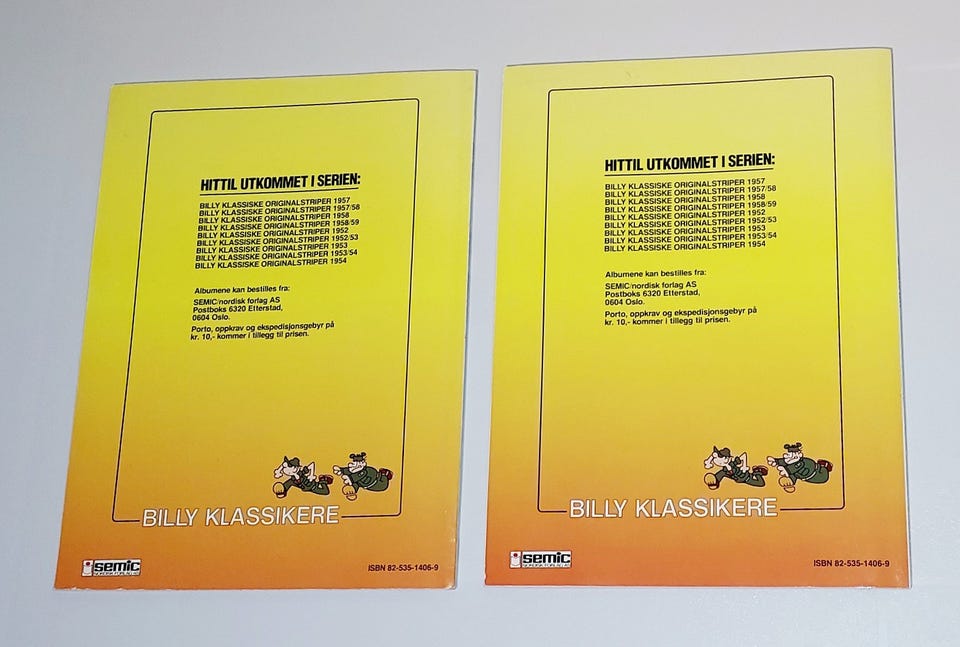 HITTIL UTKOMMET I SERIEN:
BILLY KLASSISKE ORIGINALSTRIPER 1957
BILLY KLASSISKE ORIGINALSTRIPER 1957/58
BILLY KLASSISKE ORIGINALSTRIPER 1958
BILLY KLASSISKE ORIGINALSTRIPER 1958/59
BILLY KLASSISKE ORIGINALSTRIPER 1952
BILLY KLASSISKE ORIGINALSTRIPER 1952/53
BILLY KLASSISKE ORIGINALSTRIPER 1953
BILLY KLASSISKE ORIGINALSTRIPER 1953/54
BILLY KLASSISKE ORIGINALSTRIPER 1954
Albumene kan bestilles fra:
SEMIC/nordisk forlag AS
Postboks 6320 Etterstad,
0604 Oslo.
Porto, oppkrav og ekspedisjonsgebyr på
kr. 10,- kommer i tillegg til prisen.
BILLY KLASSIKERE
semic
NORDISK FORLAG AS
ISBN 82-535-1406-9
HITTIL UTKOMMET I SERIEN:
BILLY KLASSISKE ORIGINALSTRIPER 1957
BILLY KLASSISKE ORIGINALSTRIPER 1957/58
BILLY KLASSISKE ORIGINALSTRIPER 1958
BILLY KLASSISKE ORIGINALSTRIPER 1958/59
BILLY KLASSISKE ORIGINALSTRIPER 1952
BILLY KLASSISKE ORIGINALSTRIPER 1952/53
BILLY KLASSISKE ORIGINALSTRIPER 1953
BILLY KLASSISKE ORIGINALSTRIPER 1953/54
BILLY KLASSISKE ORIGINALSTRIPER 1954
Albumene kan bestilles fra:
SEMIC/nordisk forlag AS
Postboks 6320 Etterstad,
0604 Oslo.
Porto, oppkrav og ekspedisjonsgebyr på
kr. 10,- kommer i tillegg til prisen.
BILLY KLASSIKERE
semic
NORDISK FORLAG AS
ISBN 82-535-1406-9